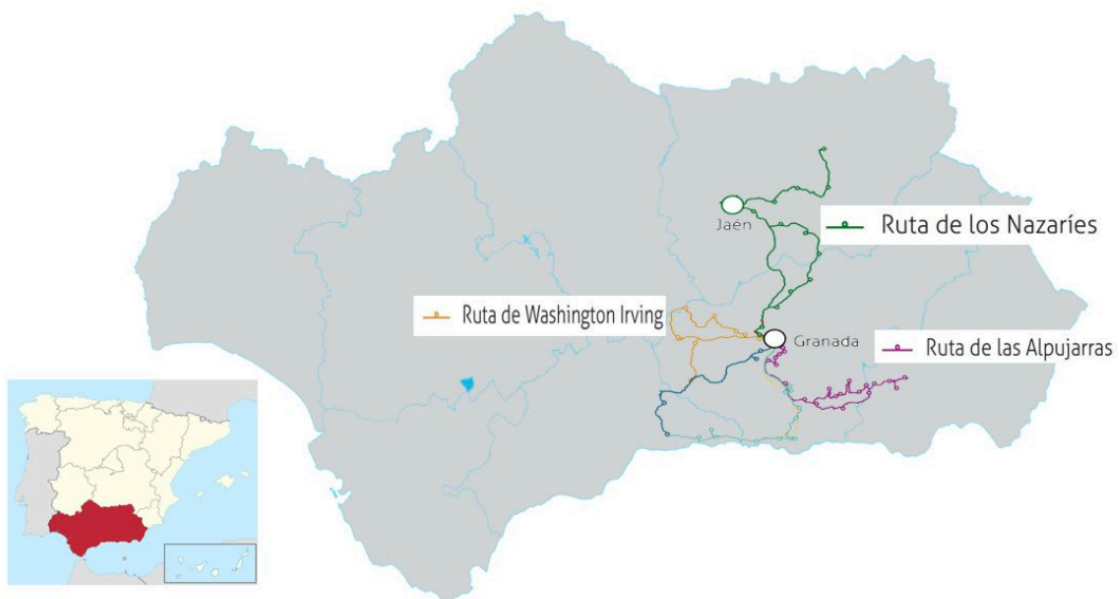 Jaén
Ruta de los Nazaríes
Ruta de Washington Irving
Granada
Ruta de las Alpujarras